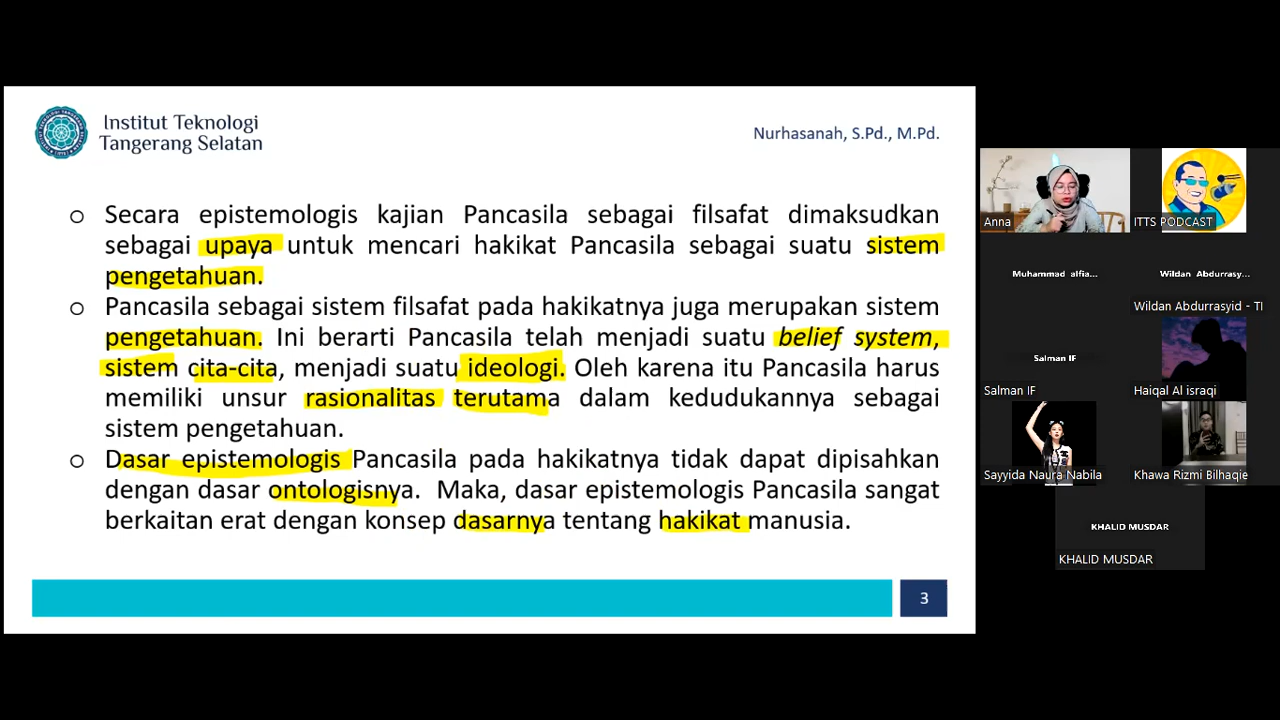 Institut Teknologi
Tangerang Selatan
Nurhasanah, S.Pd., M.Pd.
o Secara epistemologis kajian Pancasila sebagai filsafat dimaksudkan
sebagai upaya untuk mencari hakikat Pancasila sebagai suatu sistem
pengetahuan.
o Pancasila sebagai sistem filsafat pada hakikatnya juga merupakan sistem
pengetahuan. Ini berarti Pancasila telah menjadi suatu belief system,
sistem cita-cita, menjadi suatu ideologi. Oleh karena itu Pancasila harus
memiliki unsur rasionalitas terutama dalam kedudukannya sebagai
sistem pengetahuan.
o Dasar epistemologis Pancasila pada hakikatnya tidak dapat dipisahkan
dengan dasar ontologisnya. Maka, dasar epistemologis Pancasila sangat
berkaitan erat dengan konsep dasarnya tentang hakikat manusia.
3
Anna
ITTS PODCAST
Muhammad alfia...
Wildan Abdurrasy...
Wildan Abdurrasyid - TI
Salman IF
Salman IF
Haiqal Al israqi
Sayyida Naura Nabila
Khawa Rizmi Bilhaqie
KHALID MUSDAR
KHALID MUSDAR